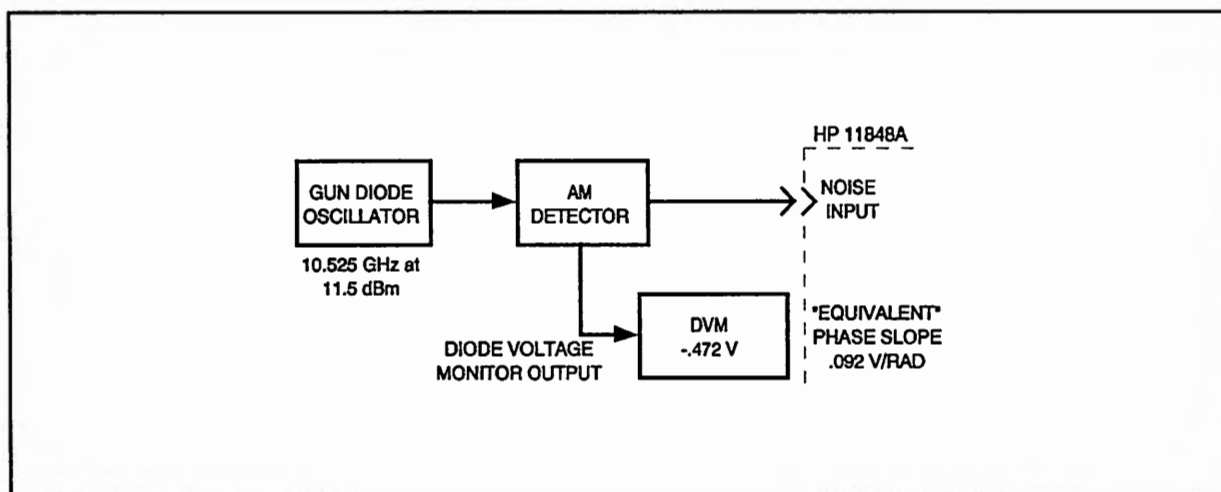 HP 11848A
GUN DIODE
OSCILLATOR
AM
DETECTOR
NOISE
INPUT
10.525 GHz at
11.5 dBm
DVM
-.472 V
"EQUIVALENT"
PHASE SLOPE
.092 V/RAD
DIODE VOLTAGE
MONITOR OUTPUT